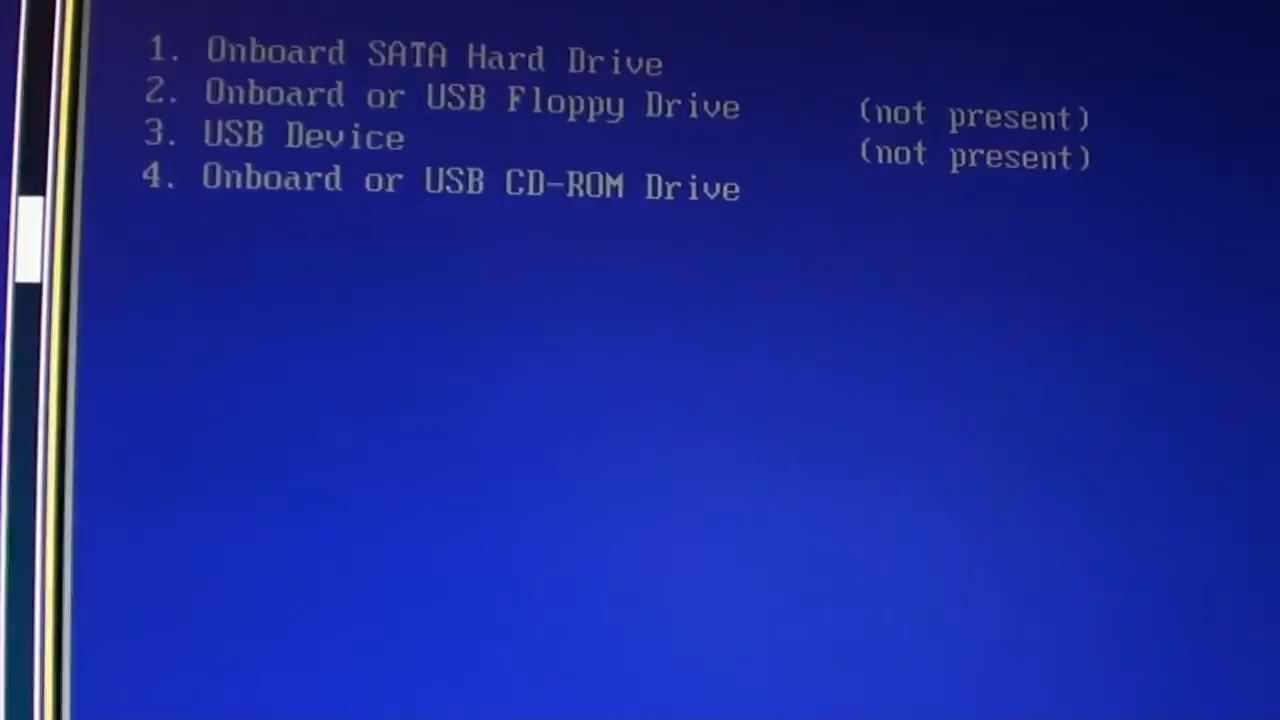 1. Onboard SATA Hard Drive
2. Onboard or USB Floppy Drive (not present)
3. USB Device (not present)
4. Onboard or USB CD-ROM Drive